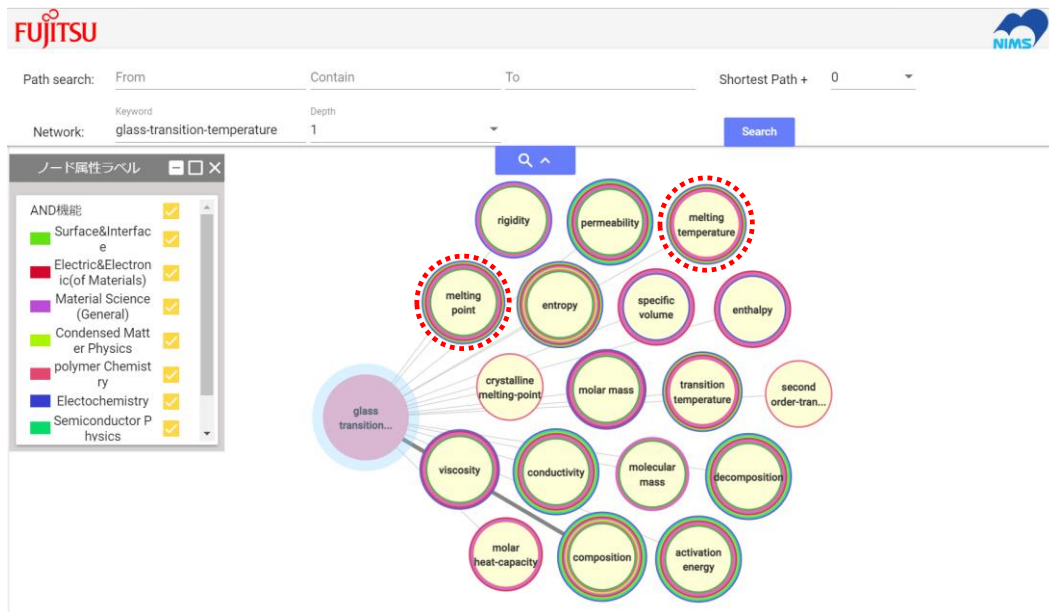 FUJITSU
NIMS
Path search: From Contain To Shortest Path + 0
Keyword Depth
Network: glass-transition-temperature 1 Search
ノード属性ラベル
AND機能
Surface&Interfac
e
Electric&Electron
ic(of Materials)
Material Science
(General)
Condensed Matt
er Physics
polymer Chemist
ry
Electochemistry
Semiconductor P
hysics
rigidity
permeability
melting
temperature
melting
point
entropy
specific
volume
enthalpy
glass
transition...
crystalline
melting-point
molar mass
transition
temperature
second
order-tran...
viscosity
conductivity
molecular
mass
decomposition
molar
heat-capacity
composition
activation
energy